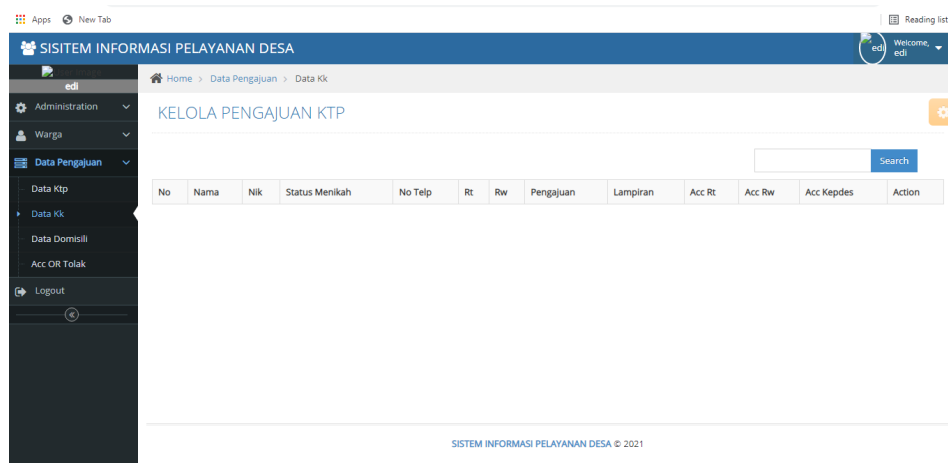 Apps New Tab Reading list
SISITEM INFORMASI PELAYANAN DESA
edi
Welcome,
edi
edi
Home > Data Pengajuan > Data Kk
Administration
Warga
Data Pengajuan
Data Ktp
Data Kk
Data Domisili
Acc OR Tolak
Logout
KELOLA PENGAJUAN KTP
Search
No Nama Nik Status Menikah No Telp Rt Rw Pengajuan Lampiran Acc Rt Acc Rw Acc Kepdes Action
SISTEM INFORMASI PELAYANAN DESA © 2021